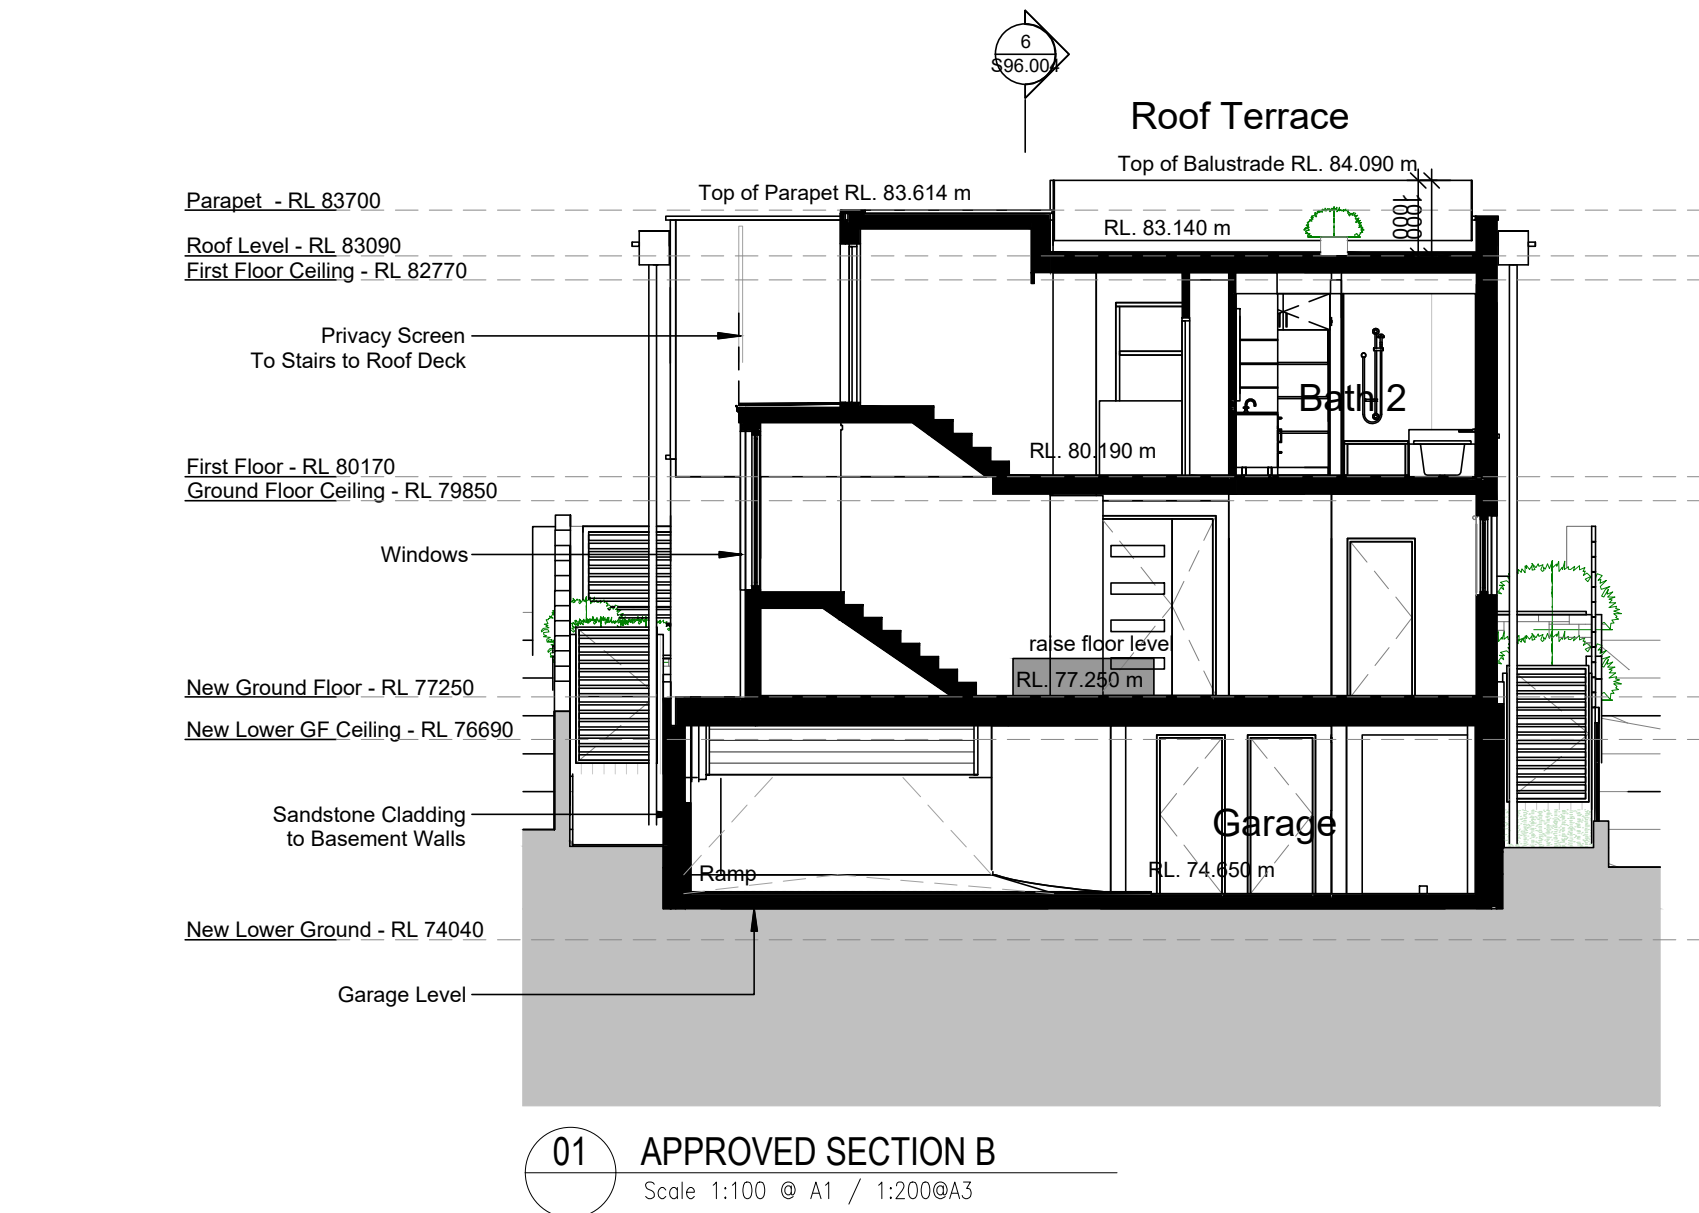 6
S96.004
Roof Terrace
Top of Balustrade RL. 84.090 m
Top of Parapet RL. 83.614 m
Parapet - RL 83700
RL. 83.140 m
Roof Level - RL 83090
First Floor Ceiling - RL 82770
Privacy Screen
To Stairs to Roof Deck
Bath 2
RL. 80.190 m
First Floor - RL 80170
Ground Floor Ceiling - RL 79850
Windows
raise floor level
RL. 77.250 m
New Ground Floor - RL 77250
New Lower GF Ceiling - RL 76690
Sandstone Cladding
to Basement Walls
Garage
RL. 74.650 m
Ramp
New Lower Ground - RL 74040
Garage Level
01
APPROVED SECTION B
Scale 1:100 @ A1 / 1:200@A3